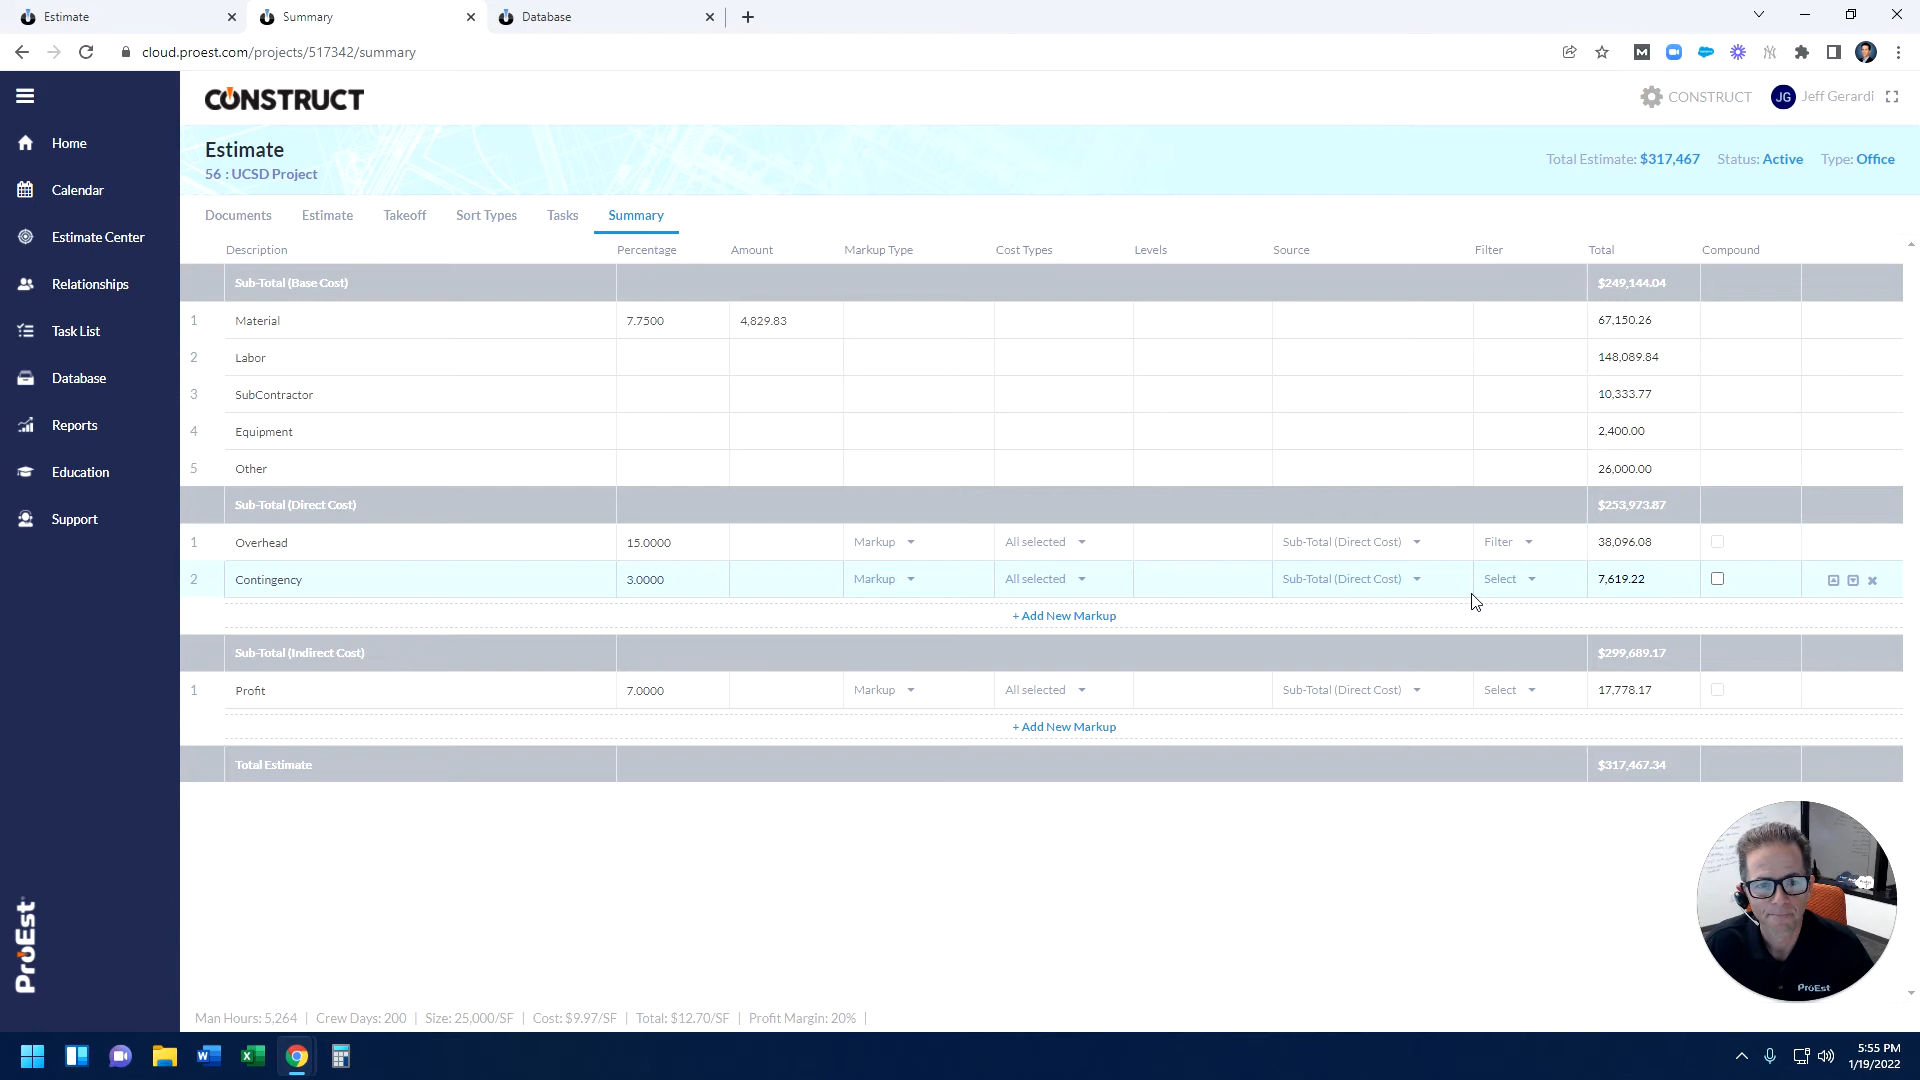 Estimate
Summary
Database
cloud.proest.com/projects/517342/summary
CONSTRUCT
CONSTRUCT JG Jeff Gerardi
Home
Calendar
Estimate Center
Relationships
Task List
Database
Reports
Education
Support
ProEst
Estimate
56 : UCSD Project
Total Estimate: $317,467 Status: Active Type: Office
Documents Estimate Takeoff Sort Types Tasks Summary
Description Percentage Amount Markup Type Cost Types Levels Source Filter Total Compound
Sub-Total (Base Cost) $249,144.04
1 Material 7.7500 4,829.83 67,150.26
2 Labor 148,089.84
3 SubContractor 10,333.77
4 Equipment 2,400.00
5 Other 26,000.00
Sub-Total (Direct Cost) $253,973.87
1 Overhead 15.0000 Markup All selected Sub-Total (Direct Cost) Filter 38,096.08
2 Contingency 3.0000 Markup All selected Sub-Total (Direct Cost) Select 7,619.22
+ Add New Markup
Sub-Total (Indirect Cost) $299,689.17
1 Profit 7.0000 Markup All selected Sub-Total (Direct Cost) Select 17,778.17
+ Add New Markup
Total Estimate $317,467.34
ProEst
Man Hours: 5,264 | Crew Days: 200 | Size: 25,000/SF | Cost: $9.97/SF | Total: $12.70/SF | Profit Margin: 20% |
5:55 PM
1/19/2022